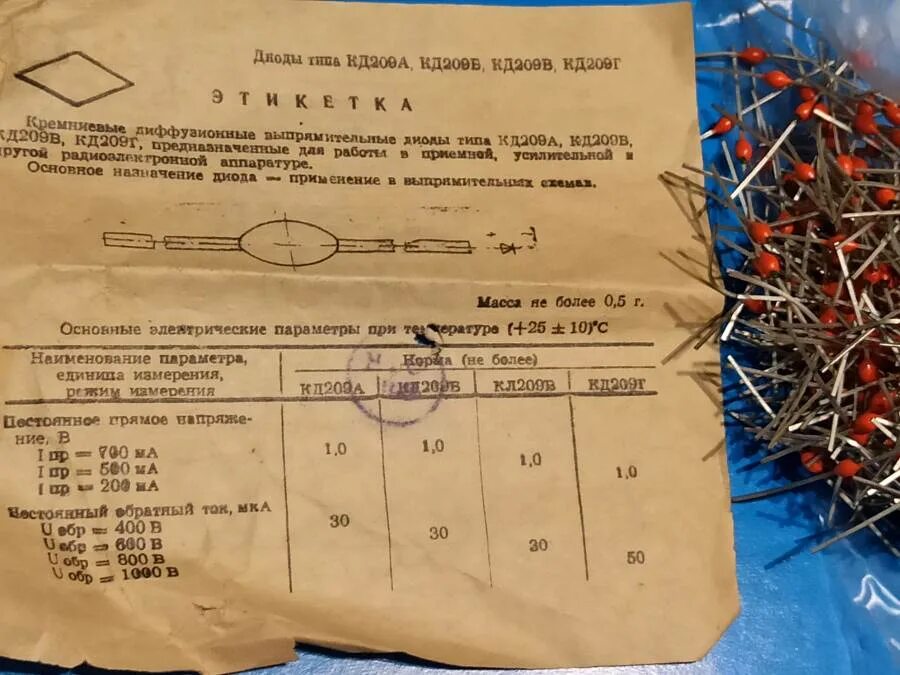 Диоды типа КД209А, КД209Б, КД209В, КД209Г
ЭТИКЕТКА
Кремниевые диффузионные выпрямительные диоды типа КД209А, КД209В,
КД209В, КД209Г, предназначенные для работы в приемной, усилительной и
другой радиоэлектронной аппаратуре.
Основное назначение диода — применение в выпрямительных схемах.
Масса не более 0,5 г.
Основные электрические параметры при температуре (+25 ± 10)°С
Наименование параметра,
единица измерения,
режим измерения
Норма (не более)
КД209А КД209Б КЛ209В КД209Г
Постоянное прямое напряже-
ние, В
I пр = 700 мА 1,0 1,0
I пр = 500 мА 1,0
I пр = 200 мА 1,0
Постоянный обратный ток, мкА
U обр = 400 В 30
U обр = 600 В 30
U обр = 800 В 30
U обр = 1000 В 50